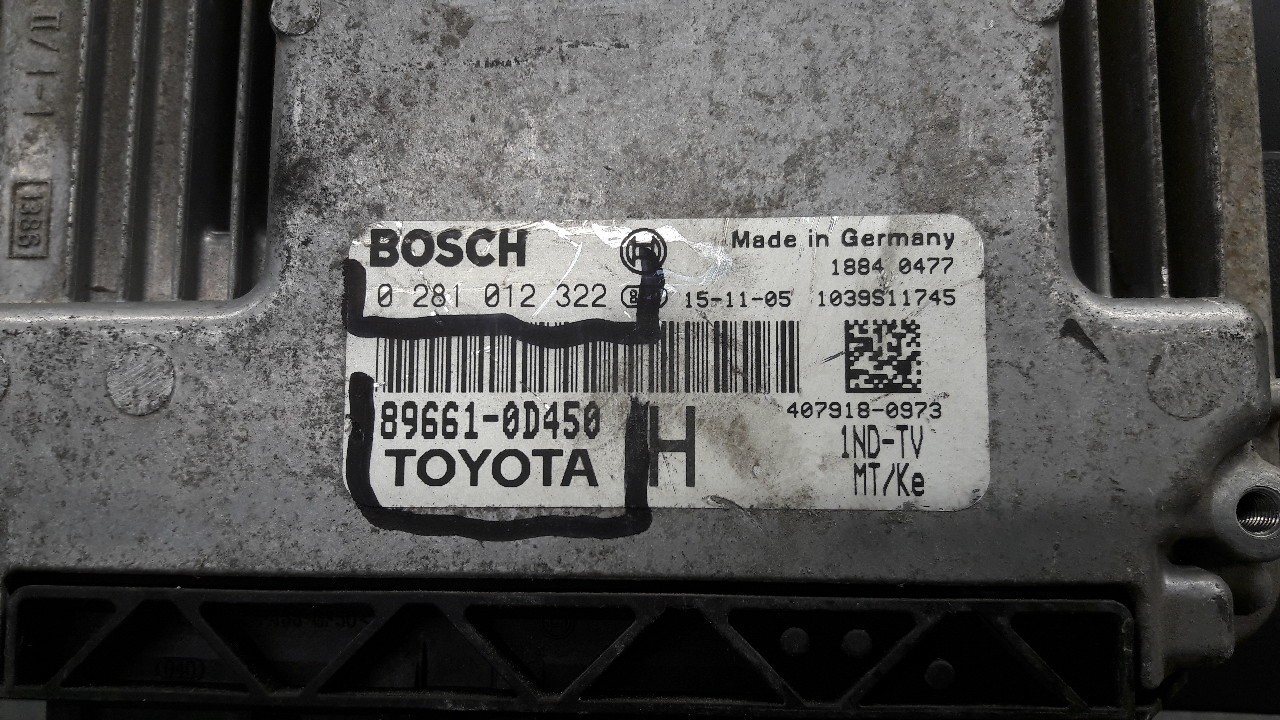 BOSCH
Made in Germany
1884 0477
0 281 012 322
15-11-05 1039S11745
407918-0973
89661-0D450
H
1ND-TV
TOYOTA
MT/Ke
1386